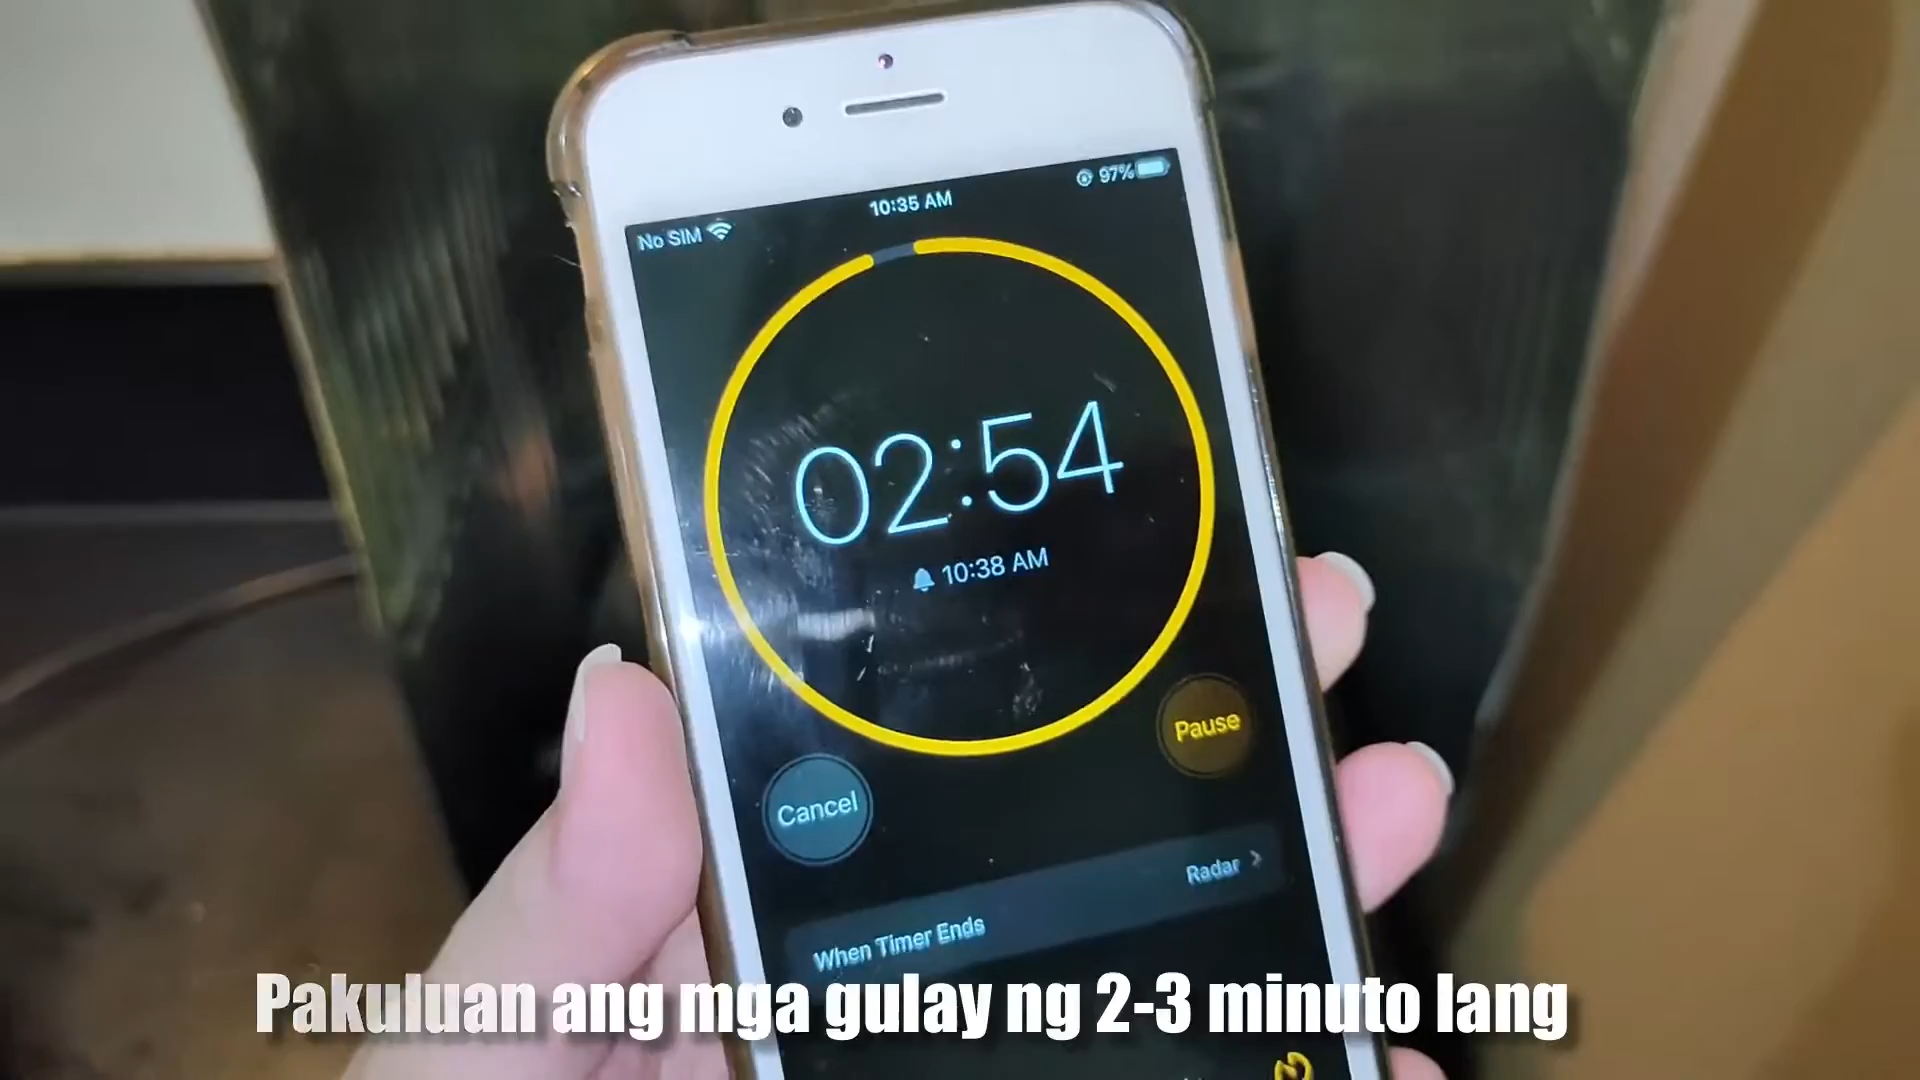 10:35 AM
97%
No SIM
02:54
10:38 AM
Cancel
Pause
When Timer Ends
Radar
Pakuluan ang mga gulay ng 2-3 minuto lang